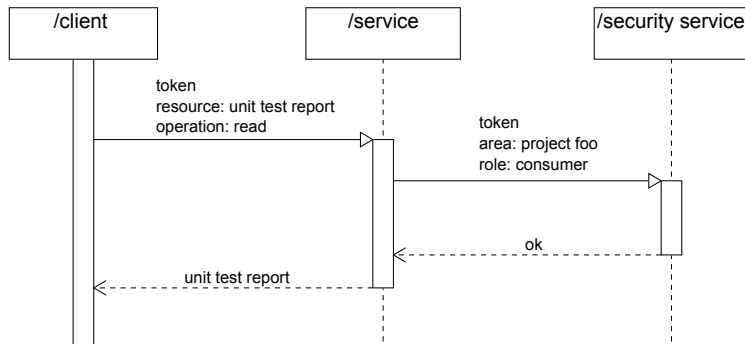 /client
/service
/security service
token
resource: unit test report
operation: read
token
area: project foo
role: consumer
ok
unit test report